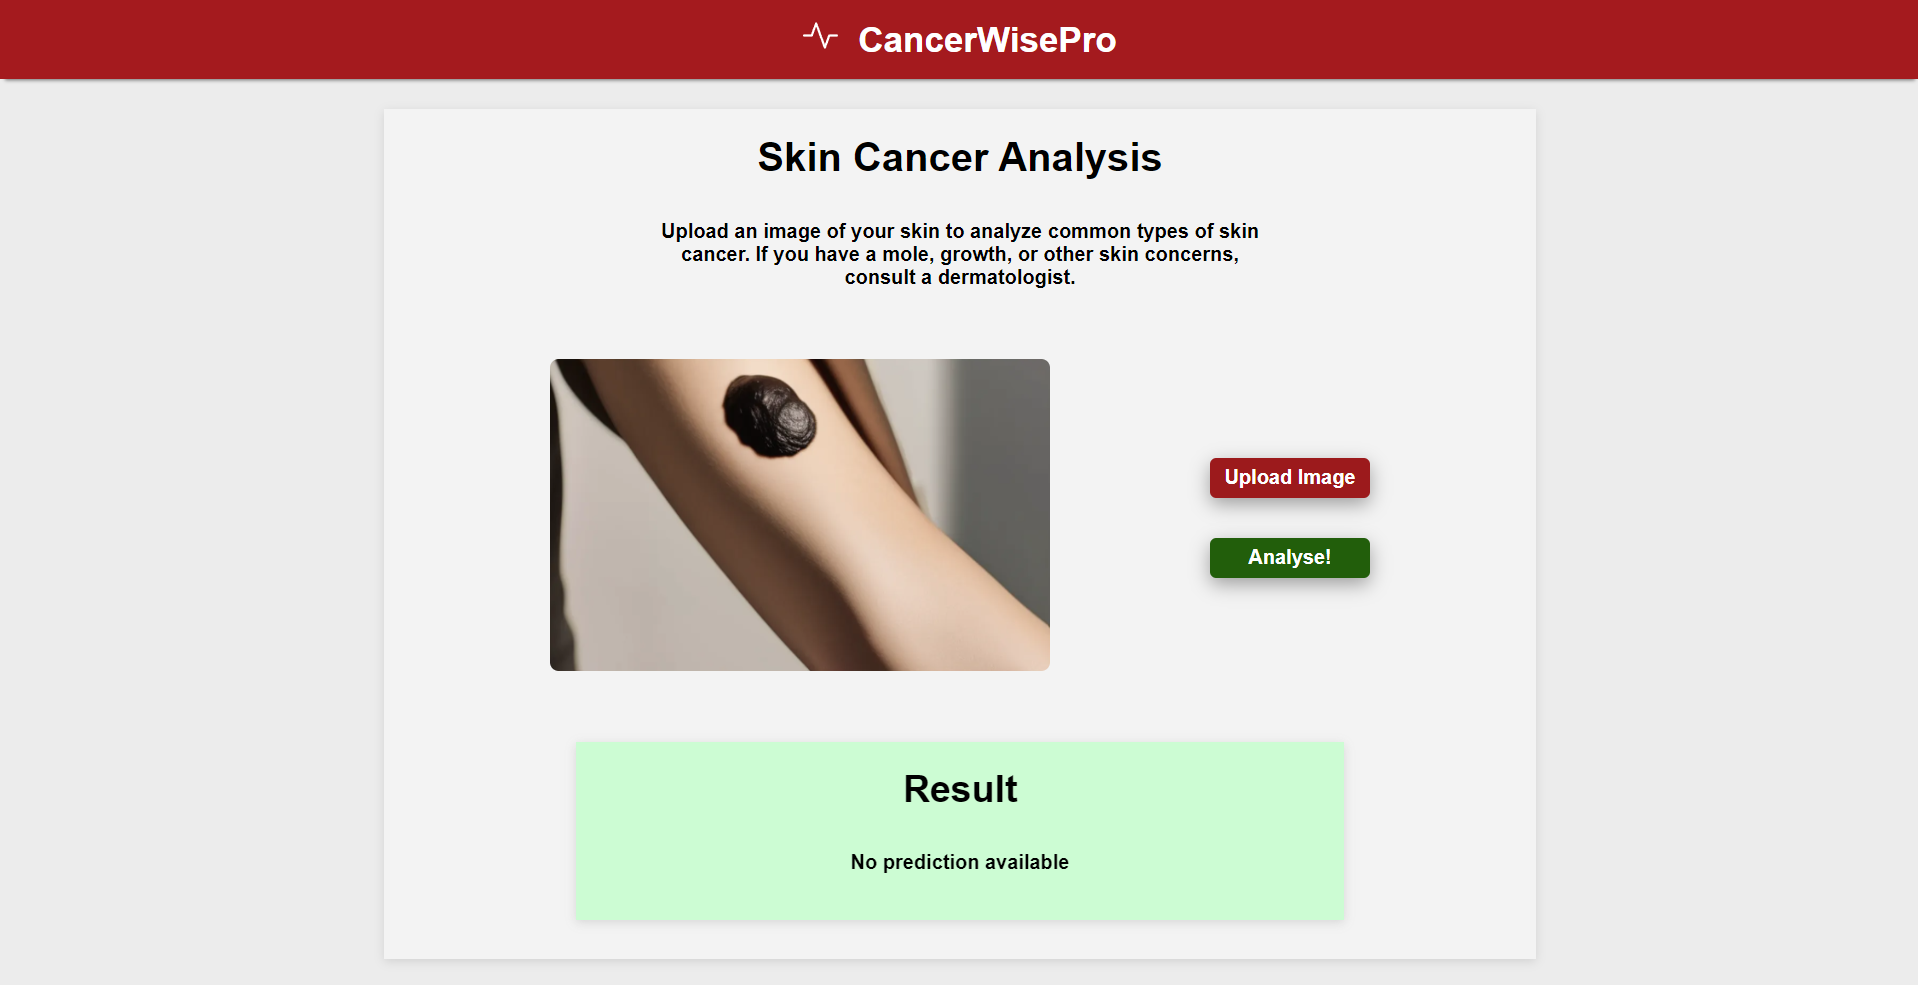 CancerWisePro
Skin Cancer Analysis
Upload an image of your skin to analyze common types of skin
cancer. If you have a mole, growth, or other skin concerns,
consult a dermatologist.
Upload Image
Analyse!
Result
No prediction available